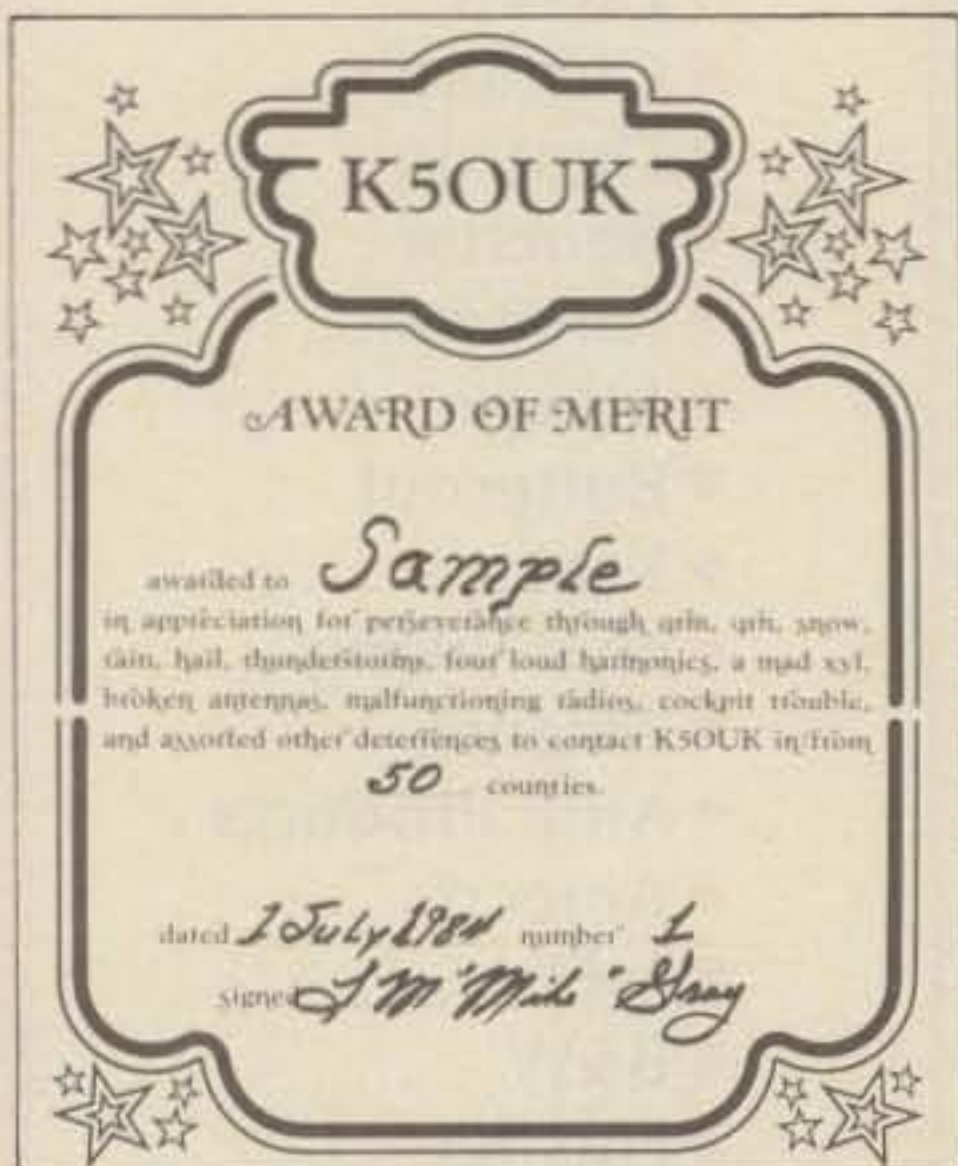 K5OUK
AWARD OF MERIT
awarded to Sample
in appreciation for perseverance through qrm, qrn, snow,
rain, hail, thunderstorms, four loud harmonics, a mad xyl,
broken antennas, malfunctioning radios, cockpit trouble,
and assorted other deterrences to contact K5OUK in/from
50 counties.
dated 1 July 1984 number 1
signed J M "Mike" Gray